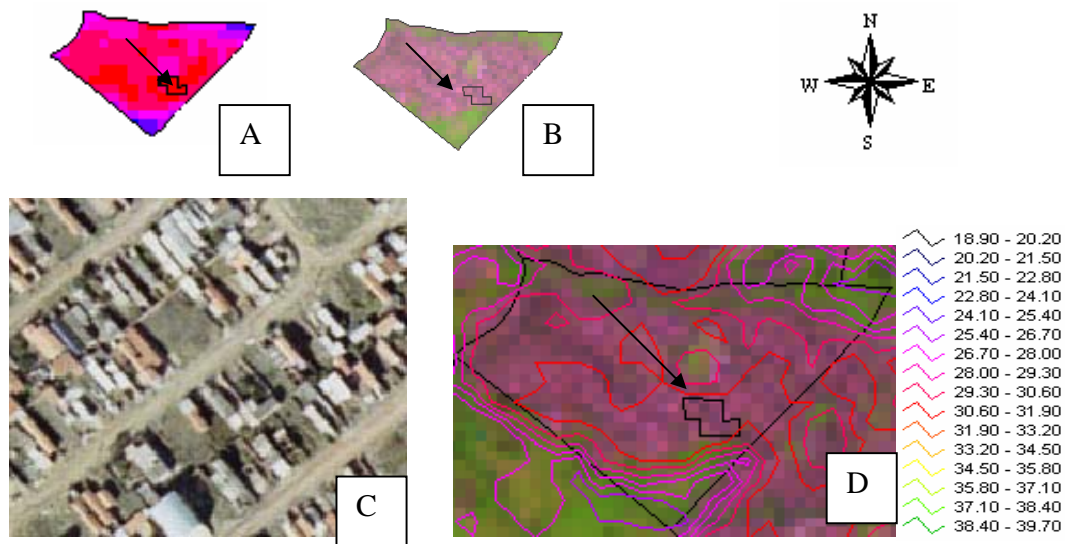 A
B
N
W
E
S
C
D
18.90 - 20.20
20.20 - 21.50
21.50 - 22.80
22.80 - 24.10
24.10 - 25.40
25.40 - 26.70
26.70 - 28.00
28.00 - 29.30
29.30 - 30.60
30.60 - 31.90
31.90 - 33.20
33.20 - 34.50
34.50 - 35.80
35.80 - 37.10
37.10 - 38.40
38.40 - 39.70